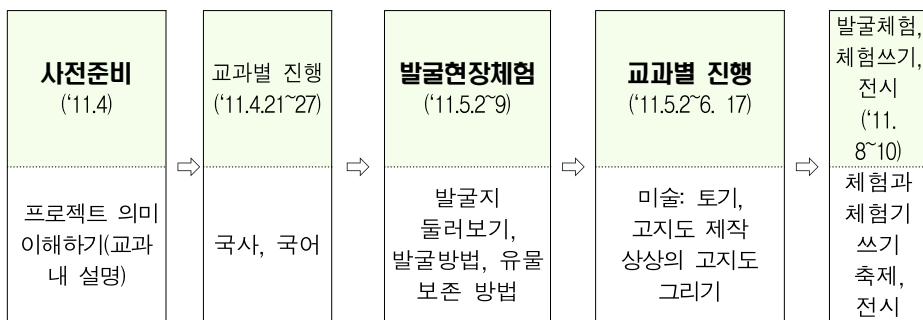 사전준비
(‘11.4)
프로젝트 의미
이해하기(교과
내 설명)
교과별 진행
(‘11.4.21~27)
국사, 국어
발굴현장체험
(‘11.5.2~9)
발굴지
둘러보기,
발굴방법, 유물
보존 방법
교과별 진행
(‘11.5.2~6. 17)
미술: 토기,
고지도 제작
상상의 고지도
그리기
발굴체험,
체험쓰기,
전시
(‘11.
8~10)
체험과
체험기
쓰기
축제,
전시